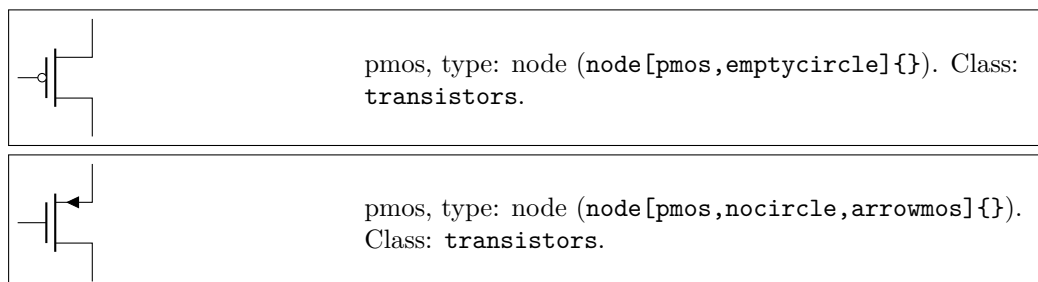 pmos, type: node (node[pmos,emptycircle]{}). Class:
transistors.
pmos, type: node (node[pmos,nocircle,arrowmos]{}).
Class: transistors.